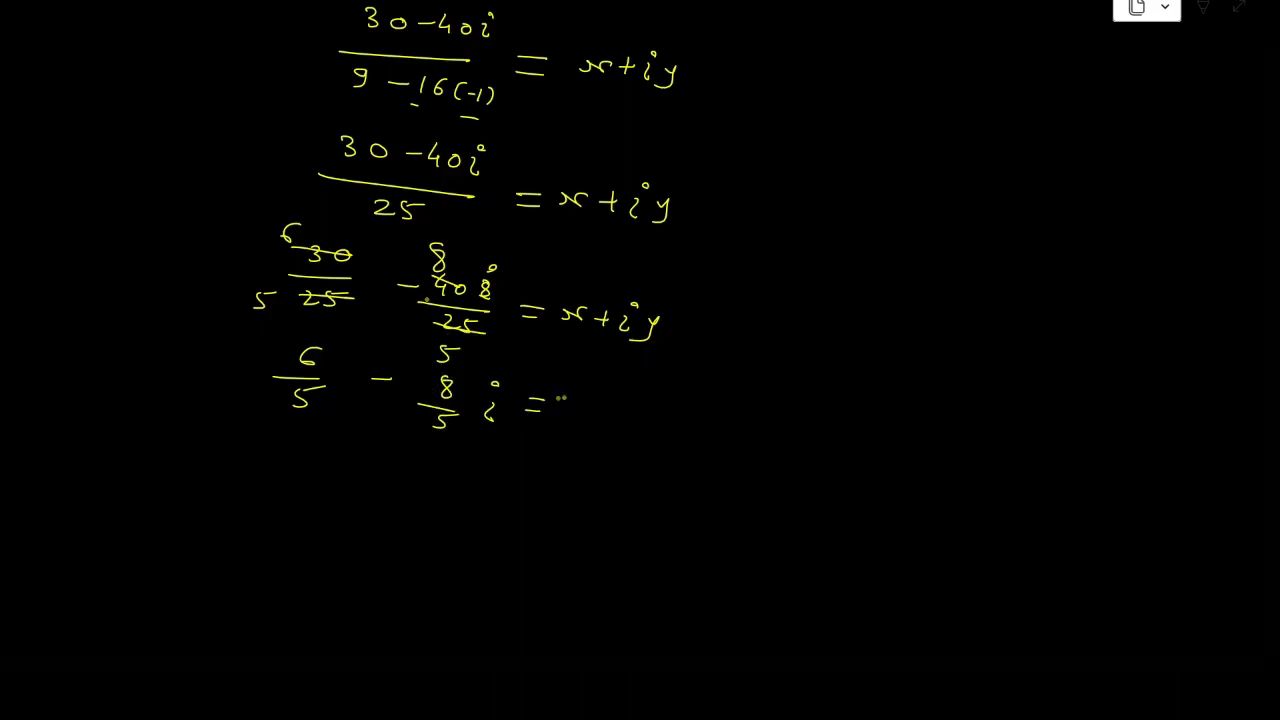 30 - 40i
9 - 16(-1) = x + iy
30 - 40i
25 = x + iy
6 30 8
5 25 - 40 i = x + iy
25
6 5
5 - 8
5 i =